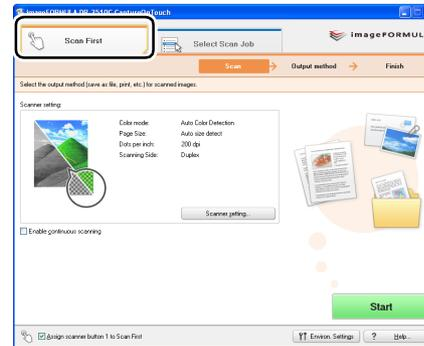 imageFORMULA DR-2510C CaptureOnTouch
Scan First
Select Scan Job
imageFORMUL
Scan
Output method
Finish
Select the output method (save as file, print, etc.) for scanned images.
Scanner setting:
Color mode: Auto Color Detection
Page Size: Auto size detect
Dots per inch: 200 dpi
Scanning Side: Duplex
Scanner setting...
Enable continuous scanning
Start
Assign scanner button 1 to Scan First
Environ. Settings
? Help...